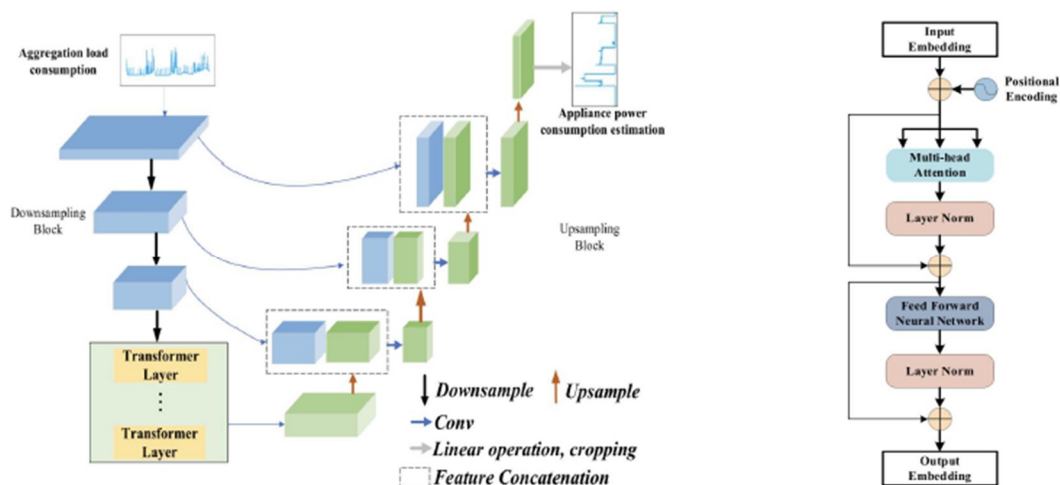 Aggregation load
consumption
Appliance power
consumption estimation
Downsampling
Block
Upsampling
Block
Transformer
Layer
Transformer
Layer
Downsample
Upsample
Conv
Linear operation, cropping
Feature Concatenation
Input
Embedding
Positional
Encoding
Multi-head
Attention
Layer Norm
Feed Forward
Neural Network
Layer Norm
Output
Embedding